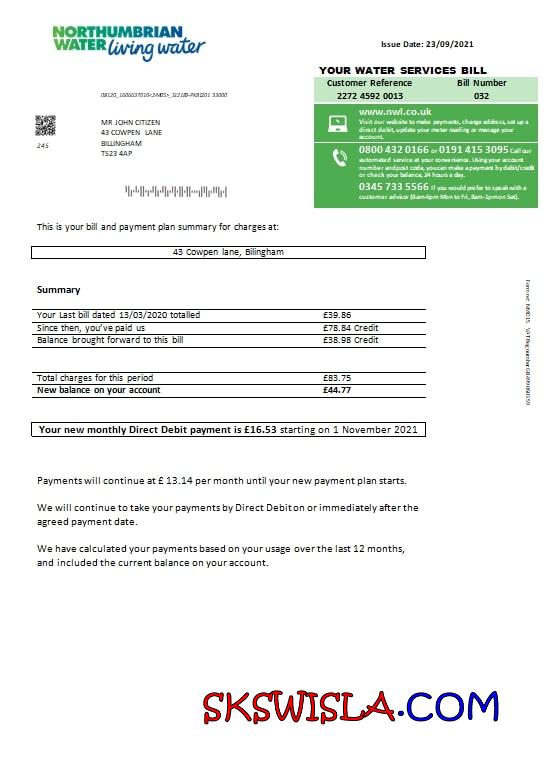 NORTHUMBRIAN
WATER living water
Issue Date: 23/09/2021
YOUR WATER SERVICES BILL
Customer Reference Bill Number
2272 4592 0013 032
www.nwl.co.uk
Visit our website to make payments, change address, set up a
direct debit, update your meter reading or manage your
account.
0800 432 0166 or 0191 415 3095 Call our
automated service at your convenience. Using your account
number and post code, you can make a payment by debit/credit
or check your balance, 24 hours a day.
0345 733 5566 If you would prefer to speak with a
customer advisor (8am-6pm Mon to Fri, 8am-1pm on Sat).
245
MR JOHN CITIZEN
43 COWPEN LANE
BILLINGHAM
TS23 4AP
This is your bill and payment plan summary for charges at:
43 Cowpen lane, Bilingham
Summary
Your Last bill dated 13/03/2020 totalled £39.86
Since then, you've paid us £78.84 Credit
Balance brought forward to this bill £38.98 Credit
Total charges for this period £83.75
New balance on your account £44.77
Your new monthly Direct Debit payment is £16.53 starting on 1 November 2021
Payments will continue at £ 13.14 per month until your new payment plan starts.
We will continue to take your payments by Direct Debit on or immediately after the
agreed payment date.
We have calculated your payments based on your usage over the last 12 months,
and included the current balance on your account.
SKSWISLA.COM